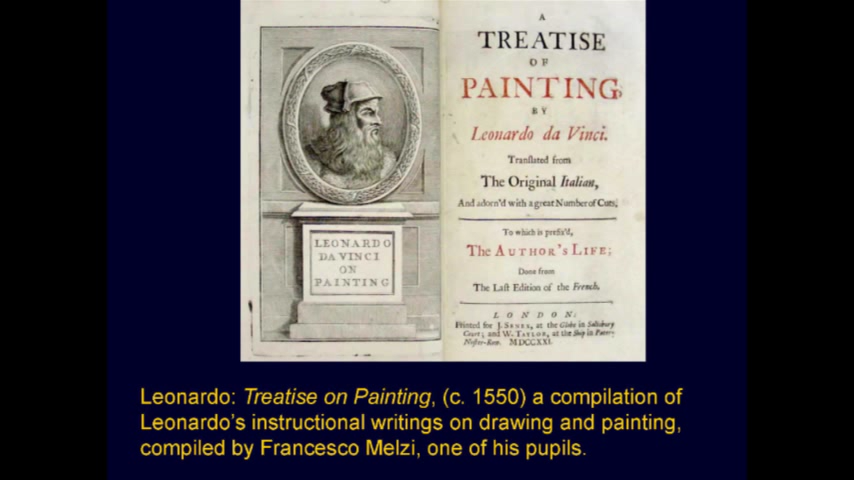 LEONARDO
DA VINCI
ON
PAINTING
A
TREATISE
OF
PAINTING,
BY
Leonardo da Vinci.
Tranſlated from
The Original Italian,
And adorn'd with a great Number of Cuts.
To which is prefix'd,
The AUTHOR'S LIFE;
Done from
The Laſt Edition of the French.
LONDON:
Printed for J. SENEX, at the Globe in Salisbury
Court; and W. TAYLOR, at the Ship in Pater-
Noſter-Row. MDCCXXI.
Leonardo: Treatise on Painting, (c. 1550) a compilation of
Leonardo's instructional writings on drawing and painting,
compiled by Francesco Melzi, one of his pupils.